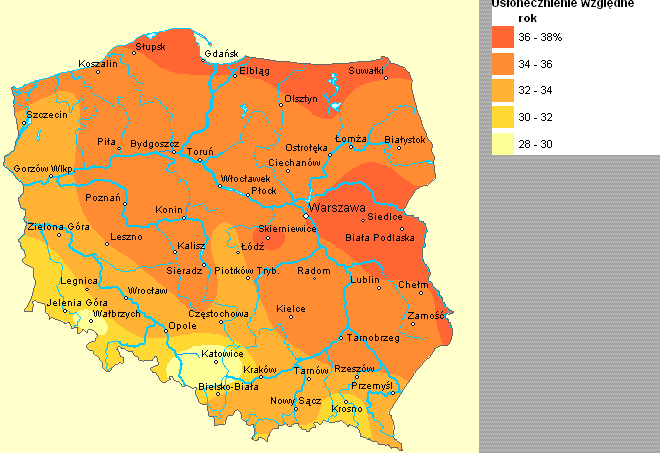 Usłonecznienie względne
rok
36 - 38%
34 - 36
32 - 34
30 - 32
28 - 30
Słupsk
Gdańsk
Koszalin
Elbląg
Suwałki
Olsztyn
Szczecin
Piła
Bydgoszcz
Toruń
Ostrołęka
Łomża
Białystok
Ciechanów
Gorzów Wlkp.
Włocławek
Płock
Poznań
Konin
Warszawa
Siedlce
Zielona Góra
Skierniewice
Biała Podlaska
Leszno
Kalisz
Łódź
Sieradz
Piotrków Tryb.
Radom
Lublin
Chełm
Legnica
Wrocław
Jelenia Góra
Wałbrzych
Częstochowa
Kielce
Zamość
Opole
Tarnobrzeg
Katowice
Kraków
Tarnów
Rzeszów
Bielsko-Biała
Przemyśl
Nowy Sącz
Krosno